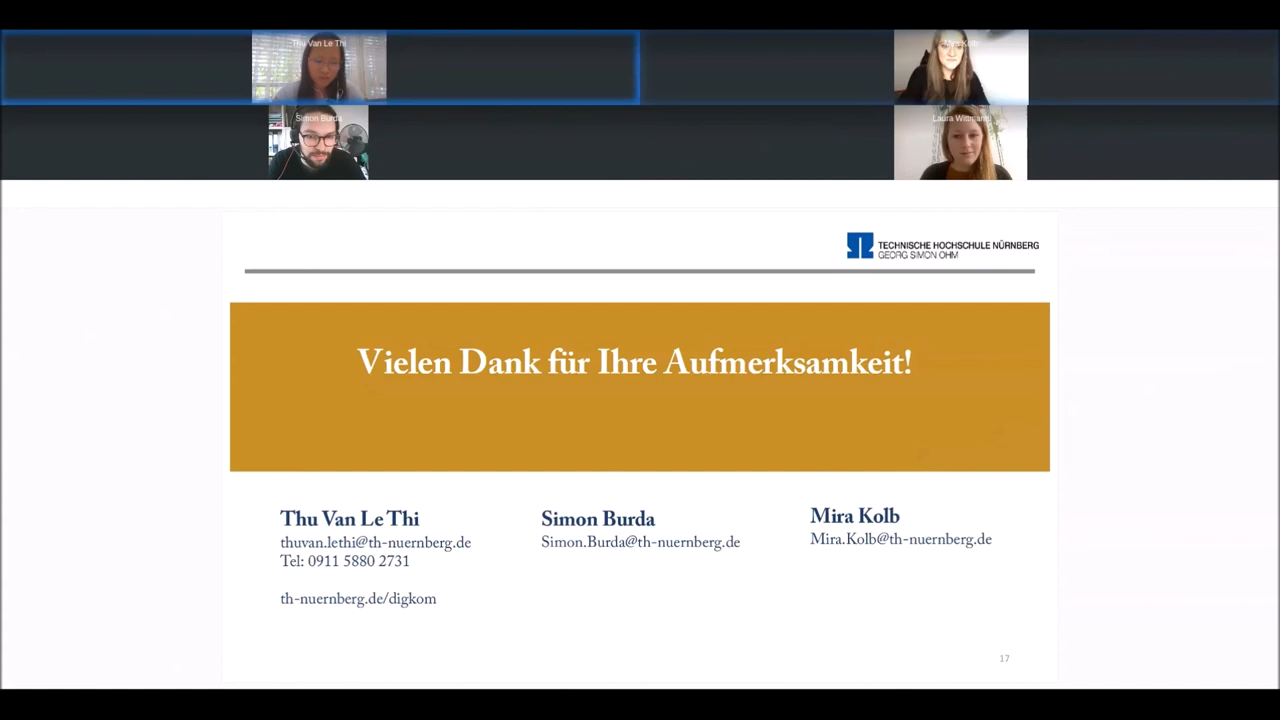 Thu Van Le Thi
Mira Kolb
Simon Burda
Laura Wittmann
TECHNISCHE HOCHSCHULE NÜRNBERG
GEORG SIMON OHM
Vielen Dank für Ihre Aufmerksamkeit!
Thu Van Le Thi
thuvan.lethi@th-nuernberg.de
Tel: 0911 5880 2731
th-nuernberg.de/digkom
Simon Burda
Simon.Burda@th-nuernberg.de
Mira Kolb
Mira.Kolb@th-nuernberg.de
17